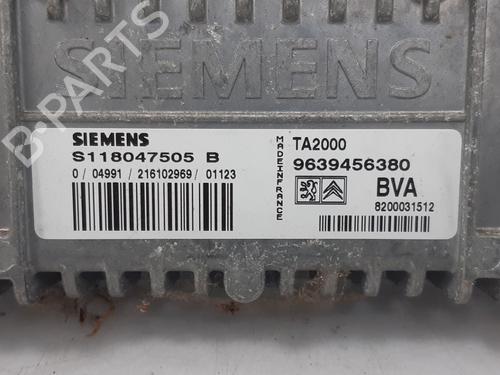 SIEMENS
B-PARTS
SIEMENS
S118047505 B
0 / 04991 / 216102969 / 01123
MADE IN FRANCE
TA2000
9639456380
BVA
8200031512